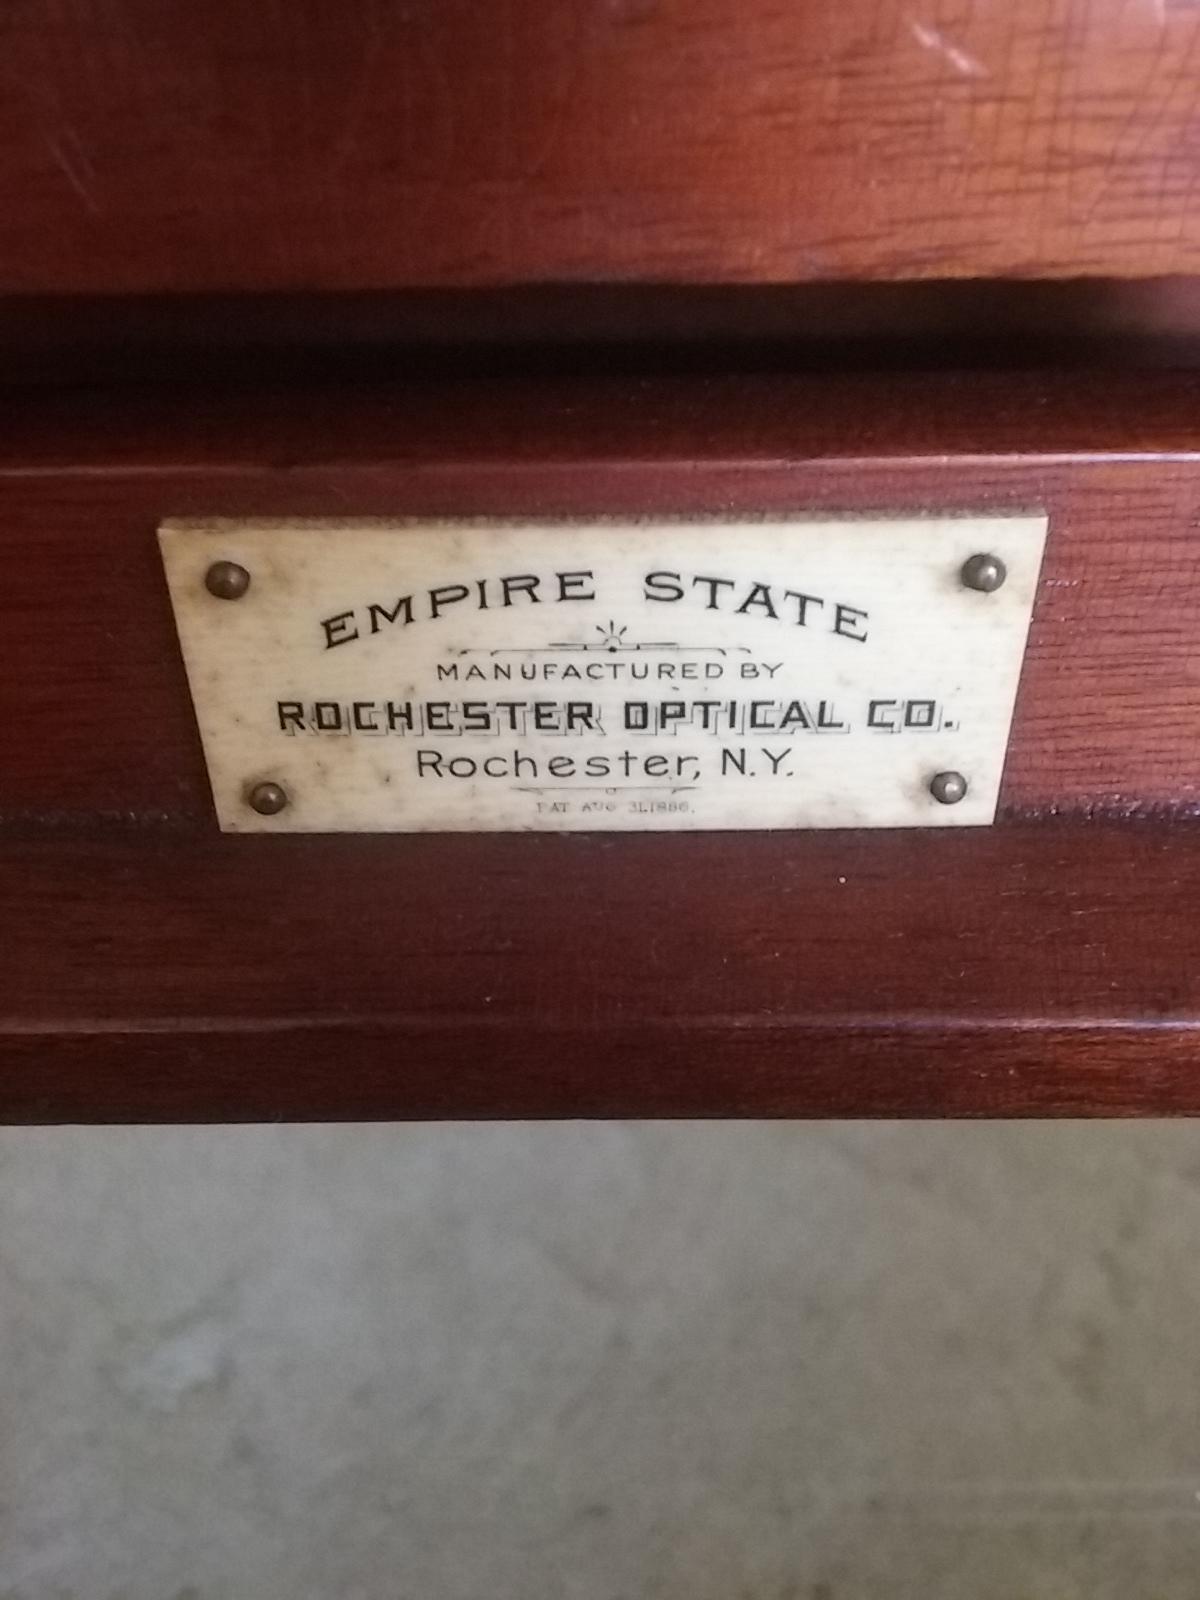 EMPIRE STATE
MANUFACTURED BY
ROCHESTER OPTICAL CO.
Rochester, N.Y.
PAT AUG 31.1886.